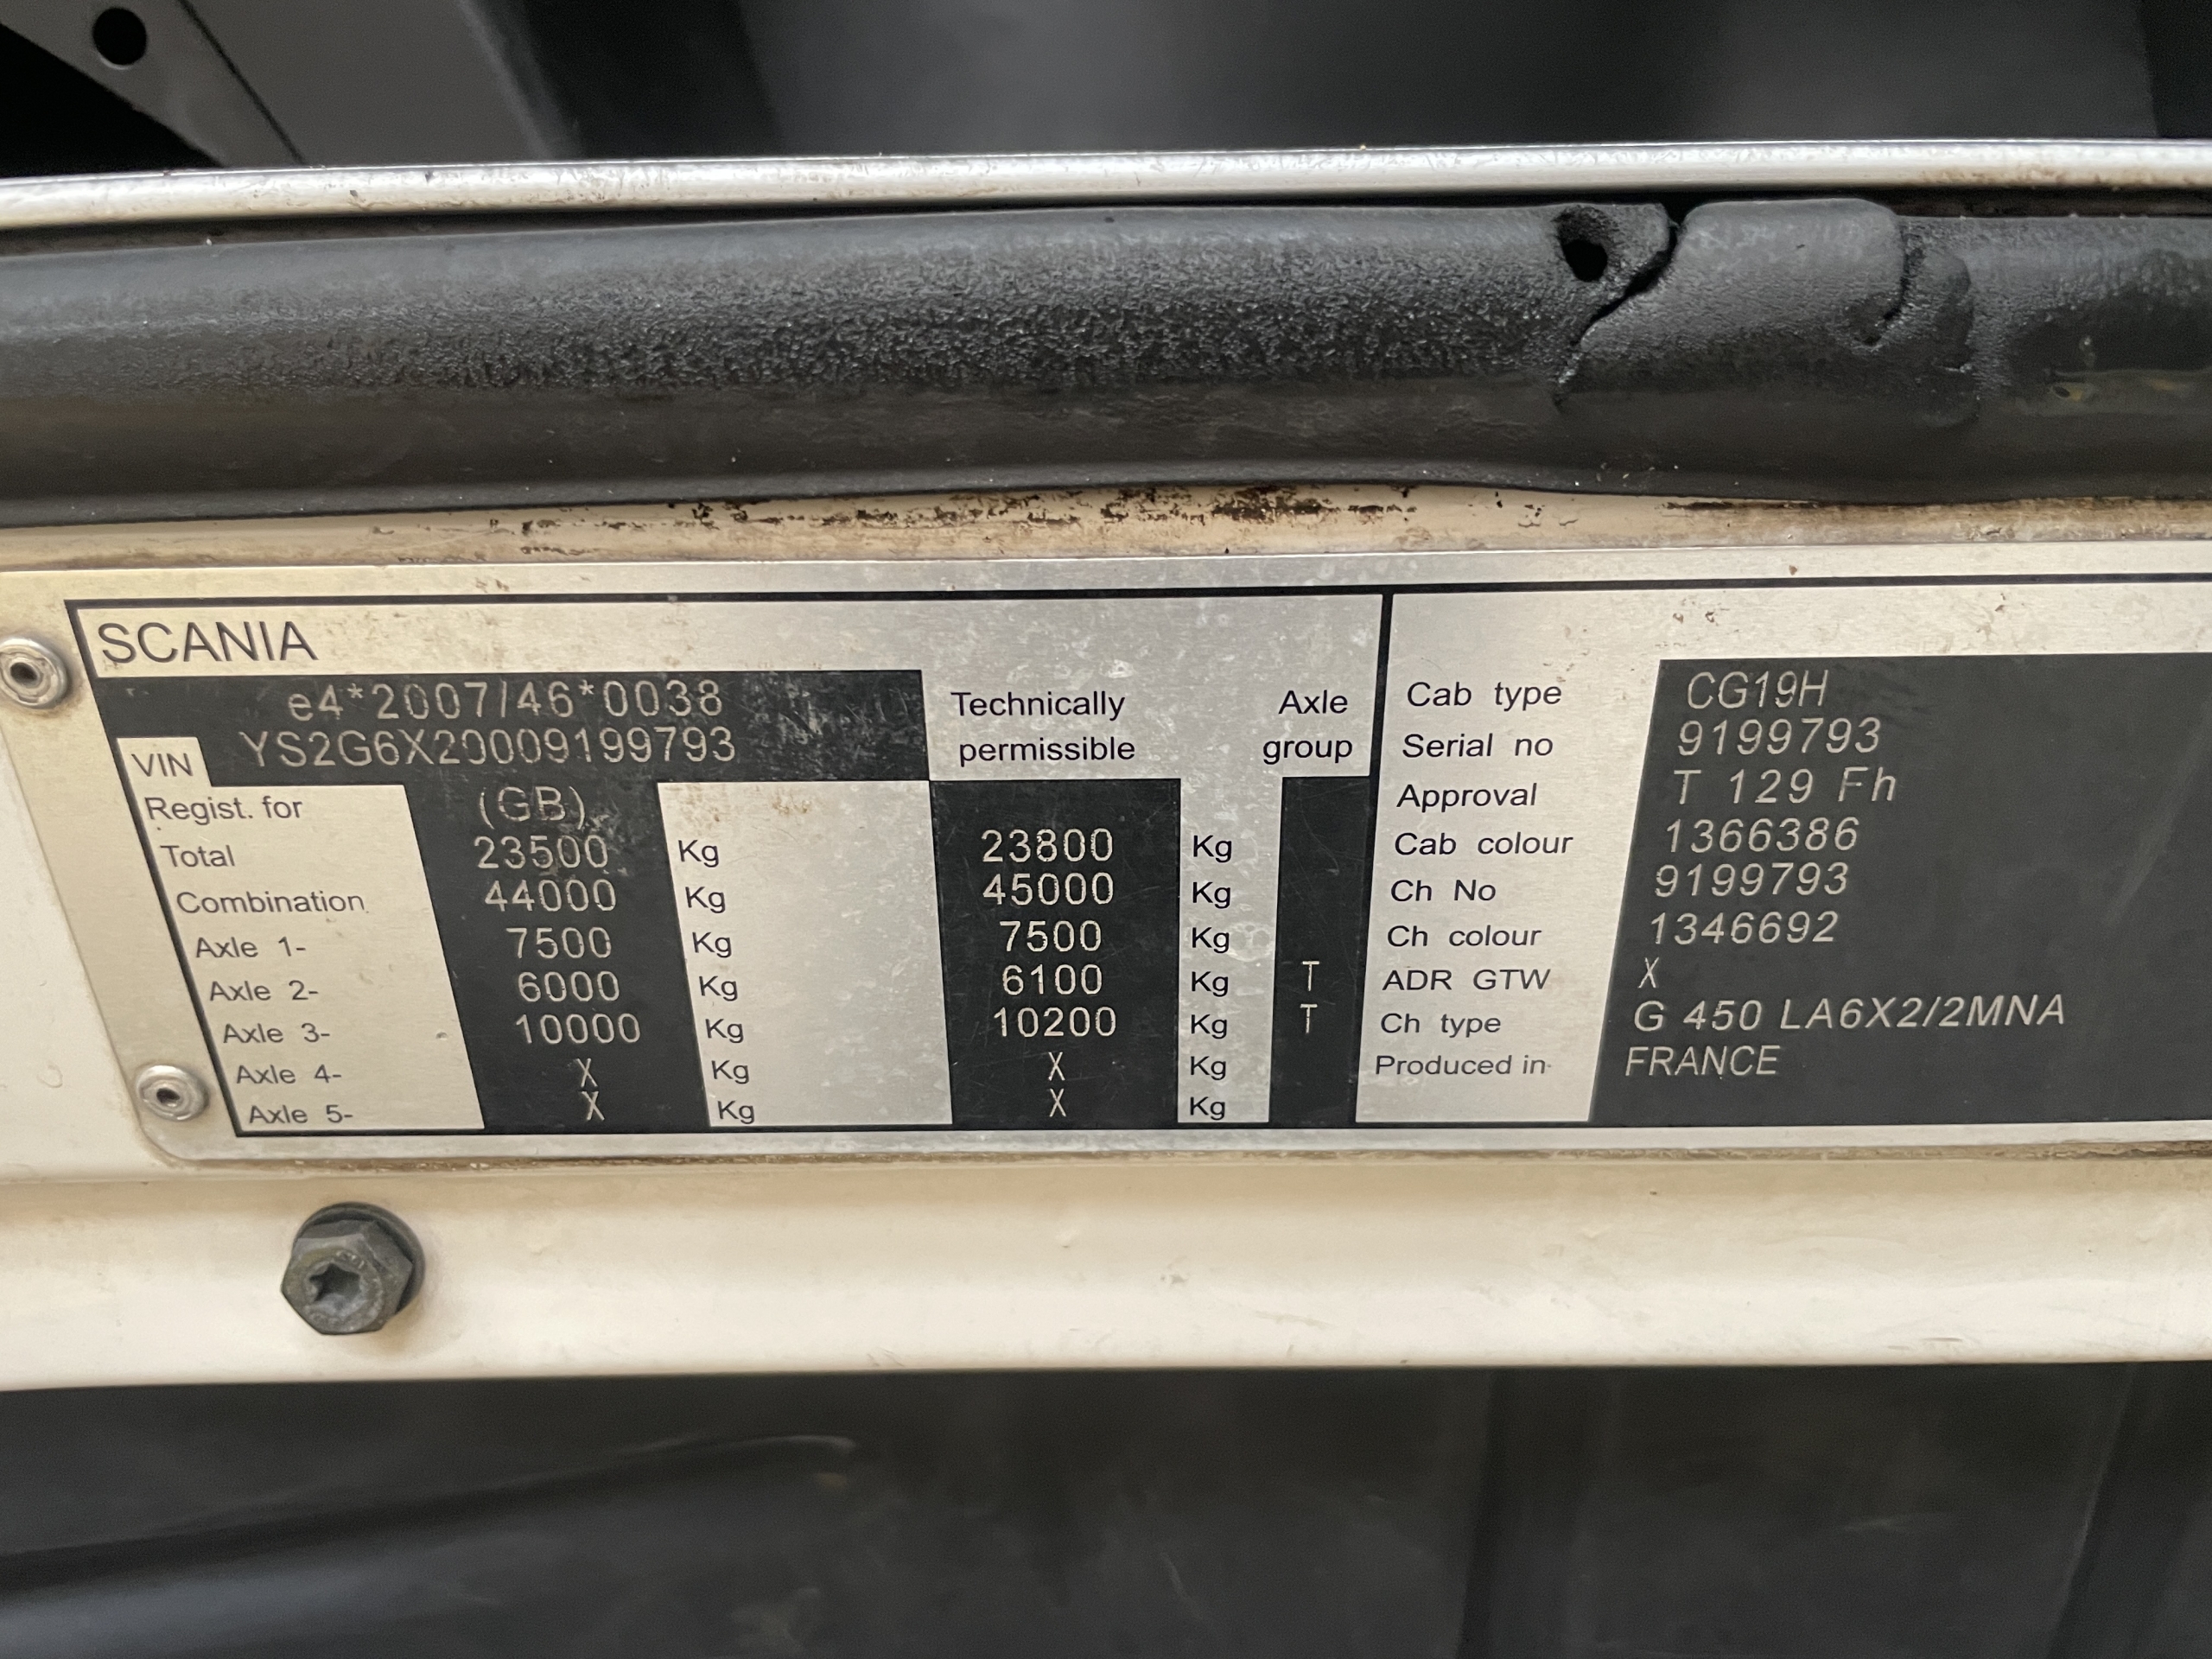 SCANIA
e4*2007/46*0038
VIN YS2G6X20009199793
Technically permissible
Axle group
Regist. for (GB)
Total 23500 Kg 23800 Kg
Combination 44000 Kg 45000 Kg
Axle 1- 7500 Kg 7500 Kg
Axle 2- 6000 Kg 6100 Kg T
Axle 3- 10000 Kg 10200 Kg T
Axle 4- X Kg X Kg
Axle 5- X Kg X Kg
Cab type CG19H
Serial no 9199793
Approval T 129 Fh
Cab colour 1366386
Ch No 9199793
Ch colour 1346692
ADR GTW X
Ch type G 450 LA6X2/2MNA
Produced in FRANCE